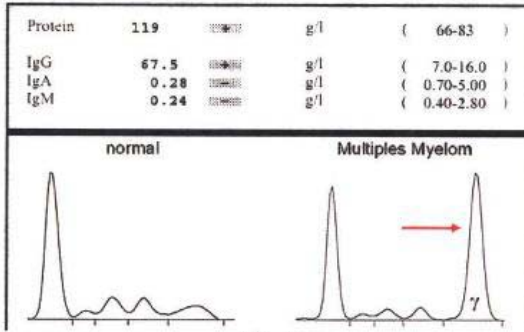 Protein 119 + g/l ( 66-83 )
IgG 67.5 + g/l ( 7.0-16.0 )
IgA 0.28 - g/l ( 0.70-5.00 )
IgM 0.24 - g/l ( 0.40-2.80 )
normal Multiples Myelom
γ